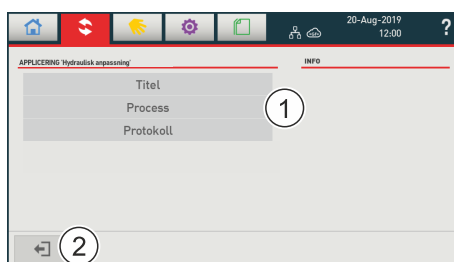 20-Aug-2019
12:00
?
APPLICERING 'Hydraulisk anpassning'
INFO
Titel
Process
Protokoll
1
2